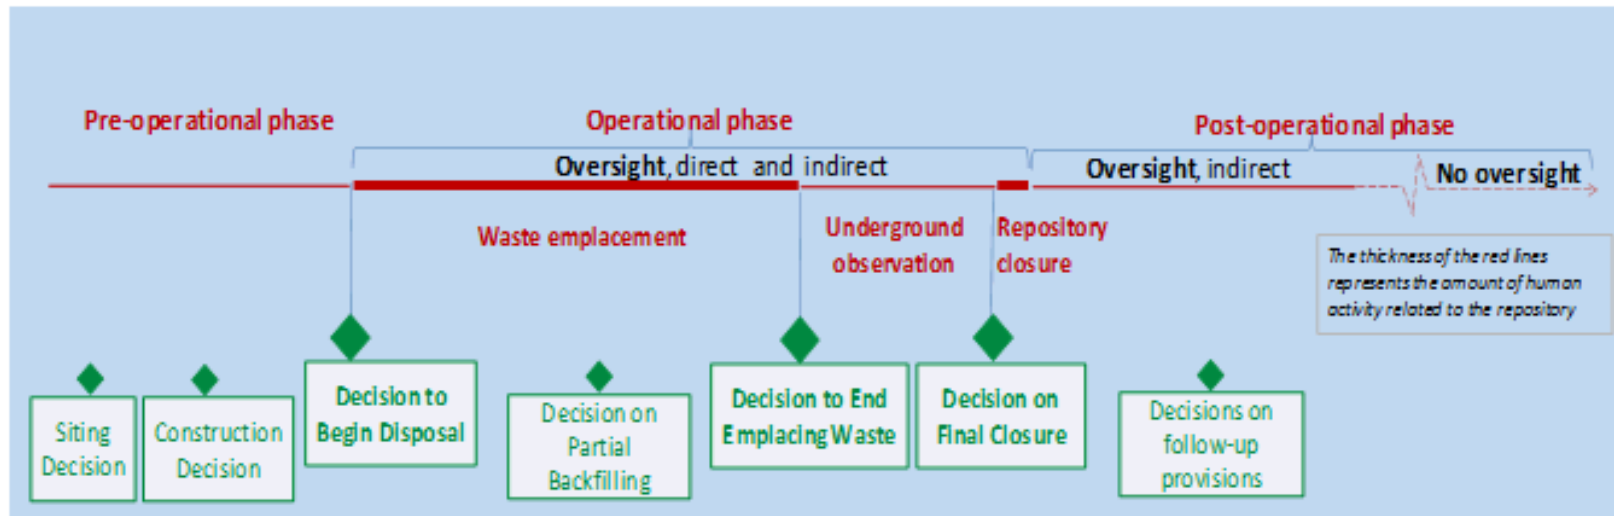 Pre-operational phase
Operational phase
Post-operational phase
Oversight, direct and indirect
Oversight, indirect
No oversight
Waste emplacement
Underground
observation
Repository
closure
The thickness of the red lines
represents the amount of human
activity related to the repository
Siting
Decision
Construction
Decision
Decision to
Begin Disposal
Decision on
Partial
Backfilling
Decision to End
Emplacing Waste
Decision on
Final Closure
Decisions on
follow-up
provisions